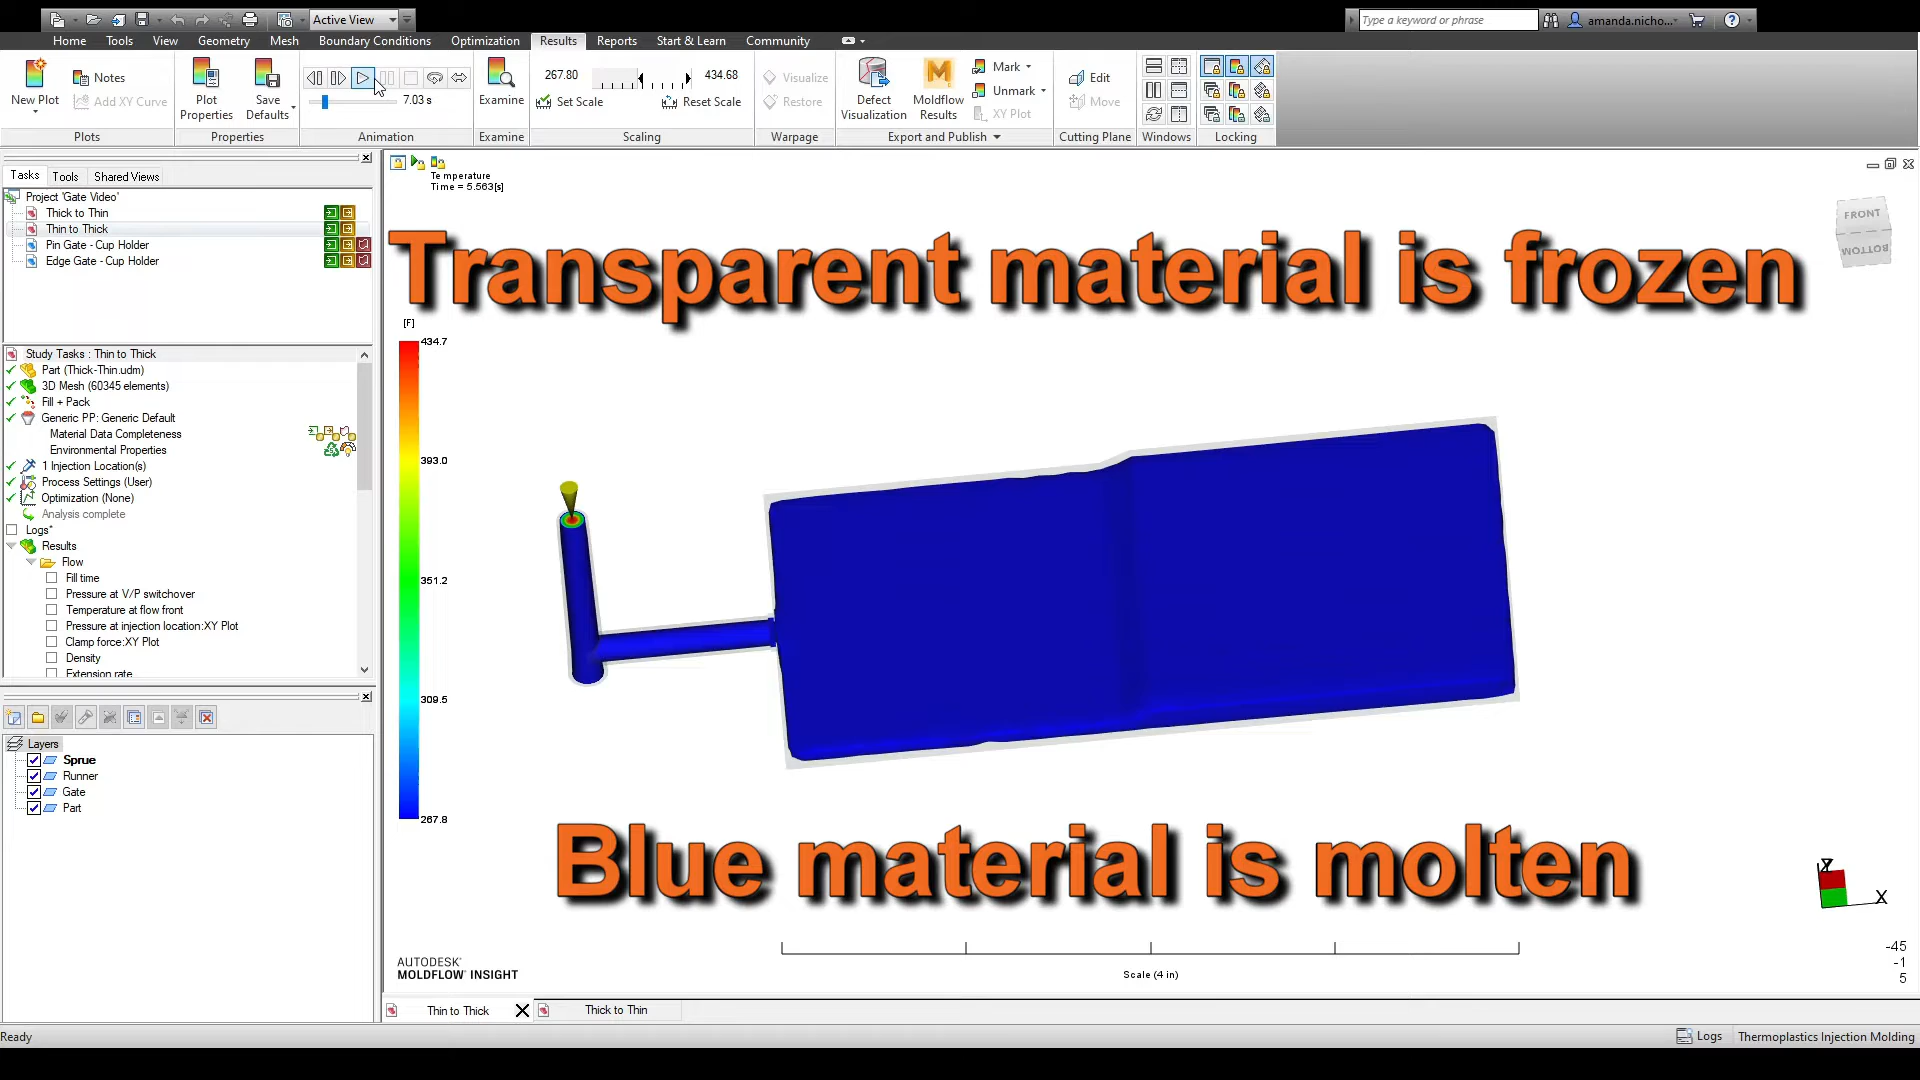 Active View
Type a keyword or phrase
amanda.nicho...
Home Tools View Geometry Mesh Boundary Conditions Optimization Results Reports Start & Learn Community
New Plot
Notes
Add XY Curve
Plots
Plot Properties
Save Defaults
Properties
7.03 s
Animation
Examine
Examine
267.80
434.68
Set Scale
Reset Scale
Scaling
Visualize
Restore
Warpage
Defect Visualization
Moldflow Results
Mark
Unmark
XY Plot
Export and Publish
Edit
Move
Cutting Plane
Windows
Locking
Tasks Tools Shared Views
Project 'Gate Video'
Thick to Thin
Thin to Thick
Pin Gate - Cup Holder
Edge Gate - Cup Holder
Study Tasks : Thin to Thick
Part (Thick-Thin.udm)
3D Mesh (60345 elements)
Fill + Pack
Generic PP: Generic Default
Material Data Completeness
Environmental Properties
1 Injection Location(s)
Process Settings (User)
Optimization (None)
Analysis complete
Logs*
Results
Flow
Fill time
Pressure at V/P switchover
Temperature at flow front
Pressure at injection location:XY Plot
Clamp force:XY Plot
Density
Extension rate
Layers
Sprue
Runner
Gate
Part
Temperature
Time = 5.563[s]
Transparent material is frozen
FRONT
BOTTOM
[F]
434.7
393.0
351.2
309.5
267.8
Blue material is molten
Z
X
-45
-1
5
AUTODESK
MOLDFLOW INSIGHT
Scale (4 in)
Thin to Thick
Thick to Thin
Ready
Logs
Thermoplastics Injection Molding